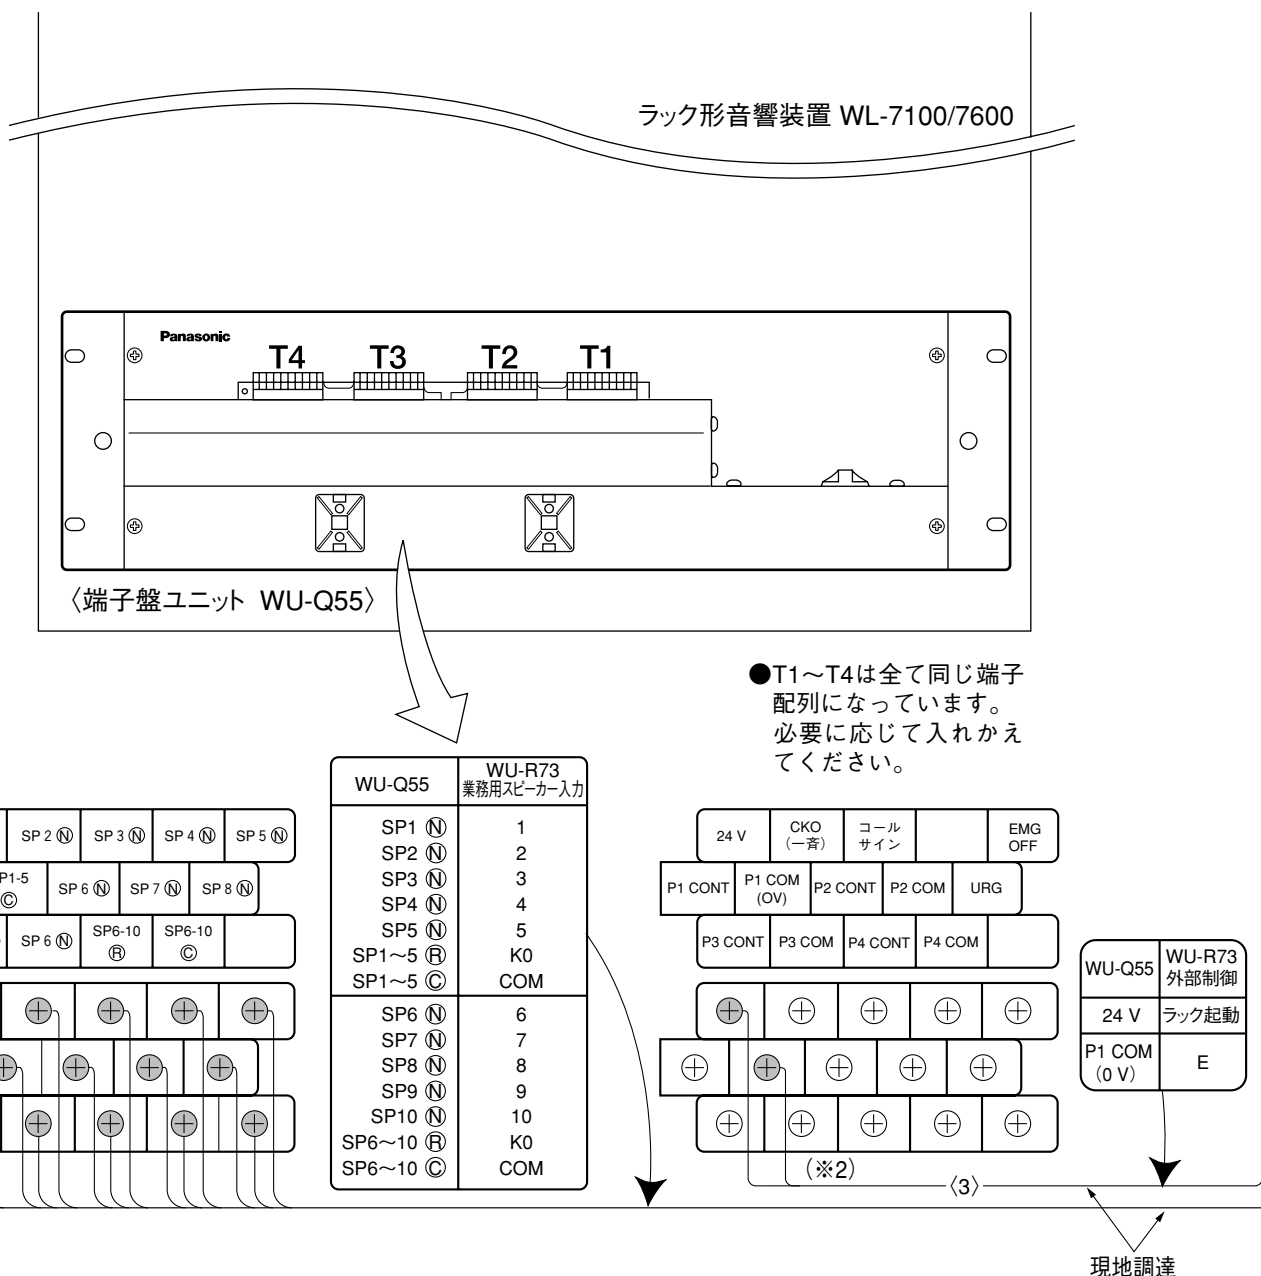 ラック形音響装置 WL-7100/7600
Panasonic
T4 T3 T2 T1
〈端子盤ユニット WU-Q55〉
●T1～T4は全て同じ端子
配列になっています。
必要に応じて入れかえ
てください。
WU-Q55 WU-R73
業務用スピーカー入力
SP1 Ⓝ 1
SP2 Ⓝ 2
SP3 Ⓝ 3
SP4 Ⓝ 4
SP5 Ⓝ 5
SP1～5 Ⓡ K0
SP1～5 Ⓒ COM
SP6 Ⓝ 6
SP7 Ⓝ 7
SP8 Ⓝ 8
SP9 Ⓝ 9
SP10 Ⓝ 10
SP6～10 Ⓡ K0
SP6～10 Ⓒ COM
SP 2 Ⓝ SP 3 Ⓝ SP 4 Ⓝ SP 5 Ⓝ
P1-5
Ⓒ
SP 6 Ⓝ SP 7 Ⓝ SP 8 Ⓝ
SP 6 Ⓝ
SP6-10
Ⓡ
SP6-10
Ⓒ
24 V
CKO
（一斉）
コール
サイン
EMG
OFF
P1 CONT
P1 COM
(OV)
P2 CONT P2 COM URG
P3 CONT P3 COM P4 CONT P4 COM
WU-Q55
WU-R73
外部制御
24 V ラック起動
P1 COM
（0 V）
E
（※2）
〈3〉
現地調達